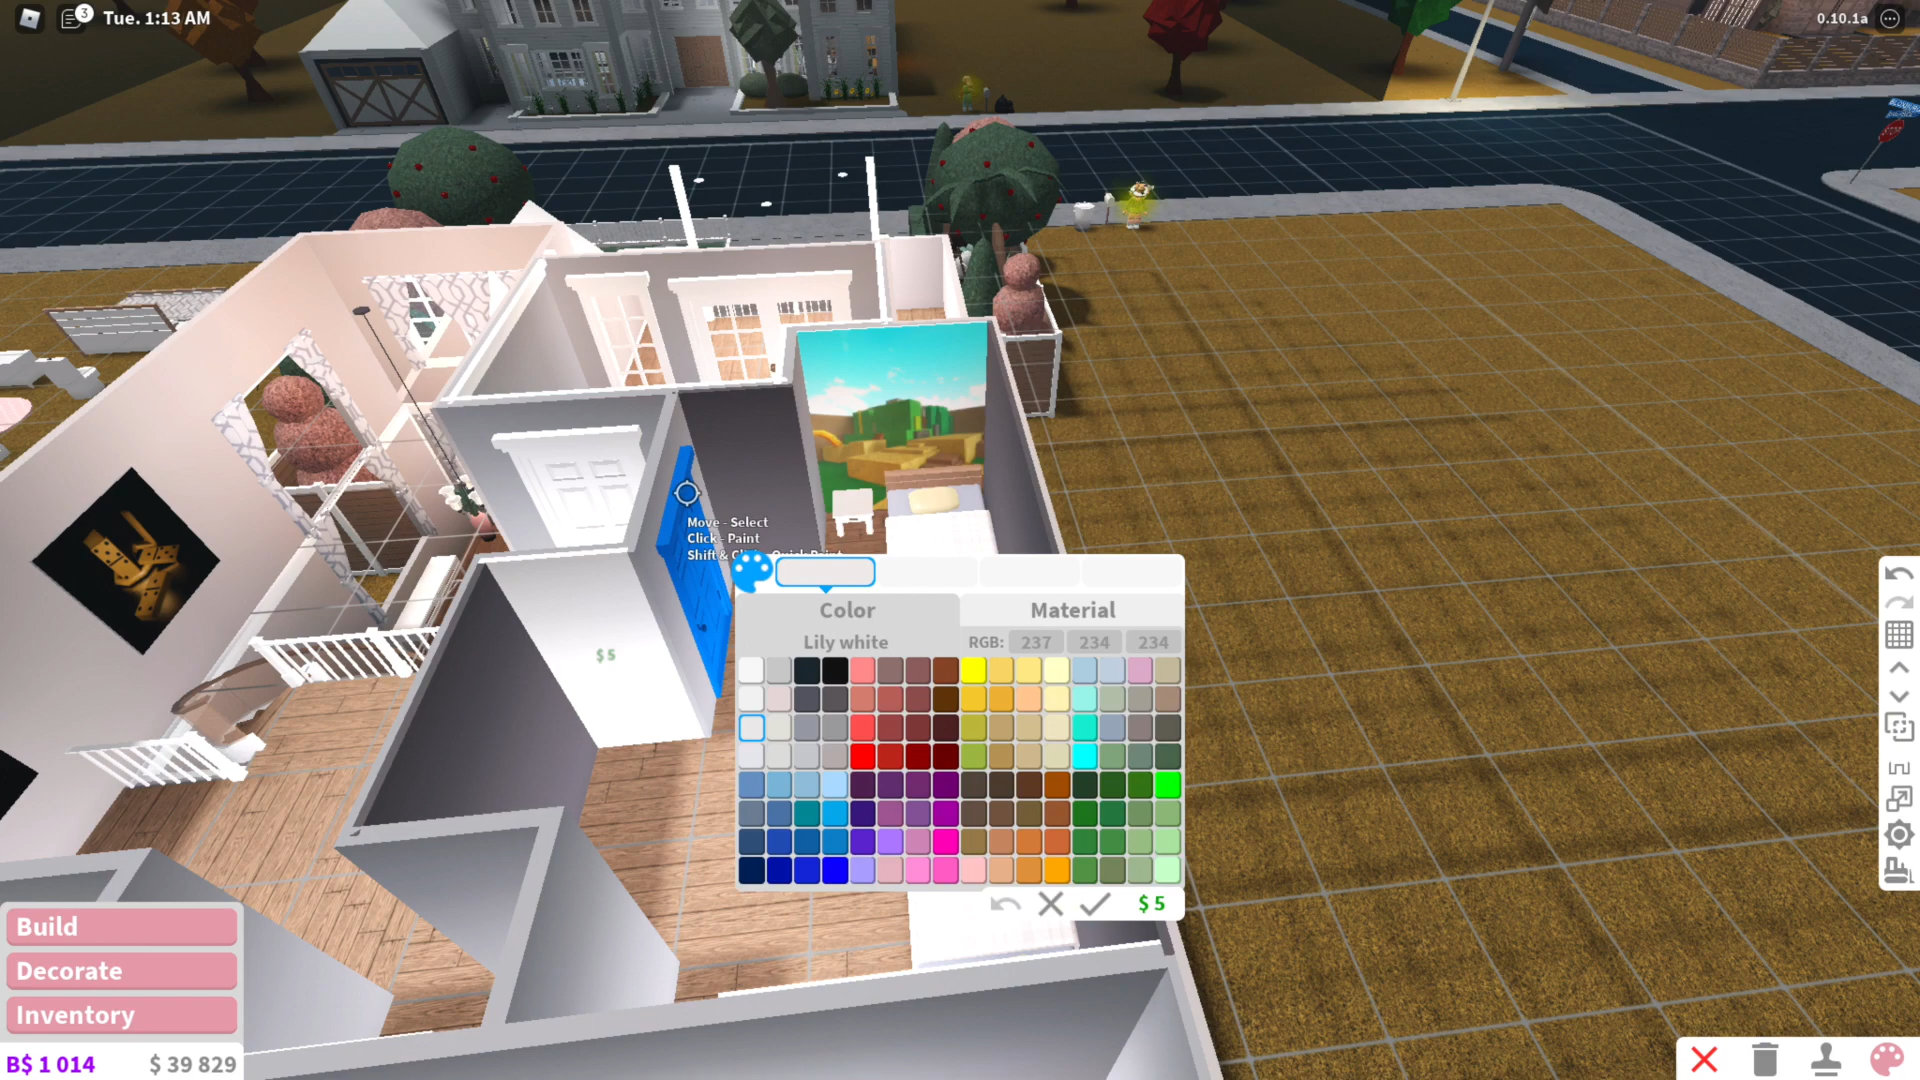 3
Tue. 1:13 AM
0.10.1a
Move - Select
Click - Paint
$ 5
Color
Material
Lily white
RGB: 237 234 234
$ 5
Build
Decorate
Inventory
B$ 1 014
$ 39 829